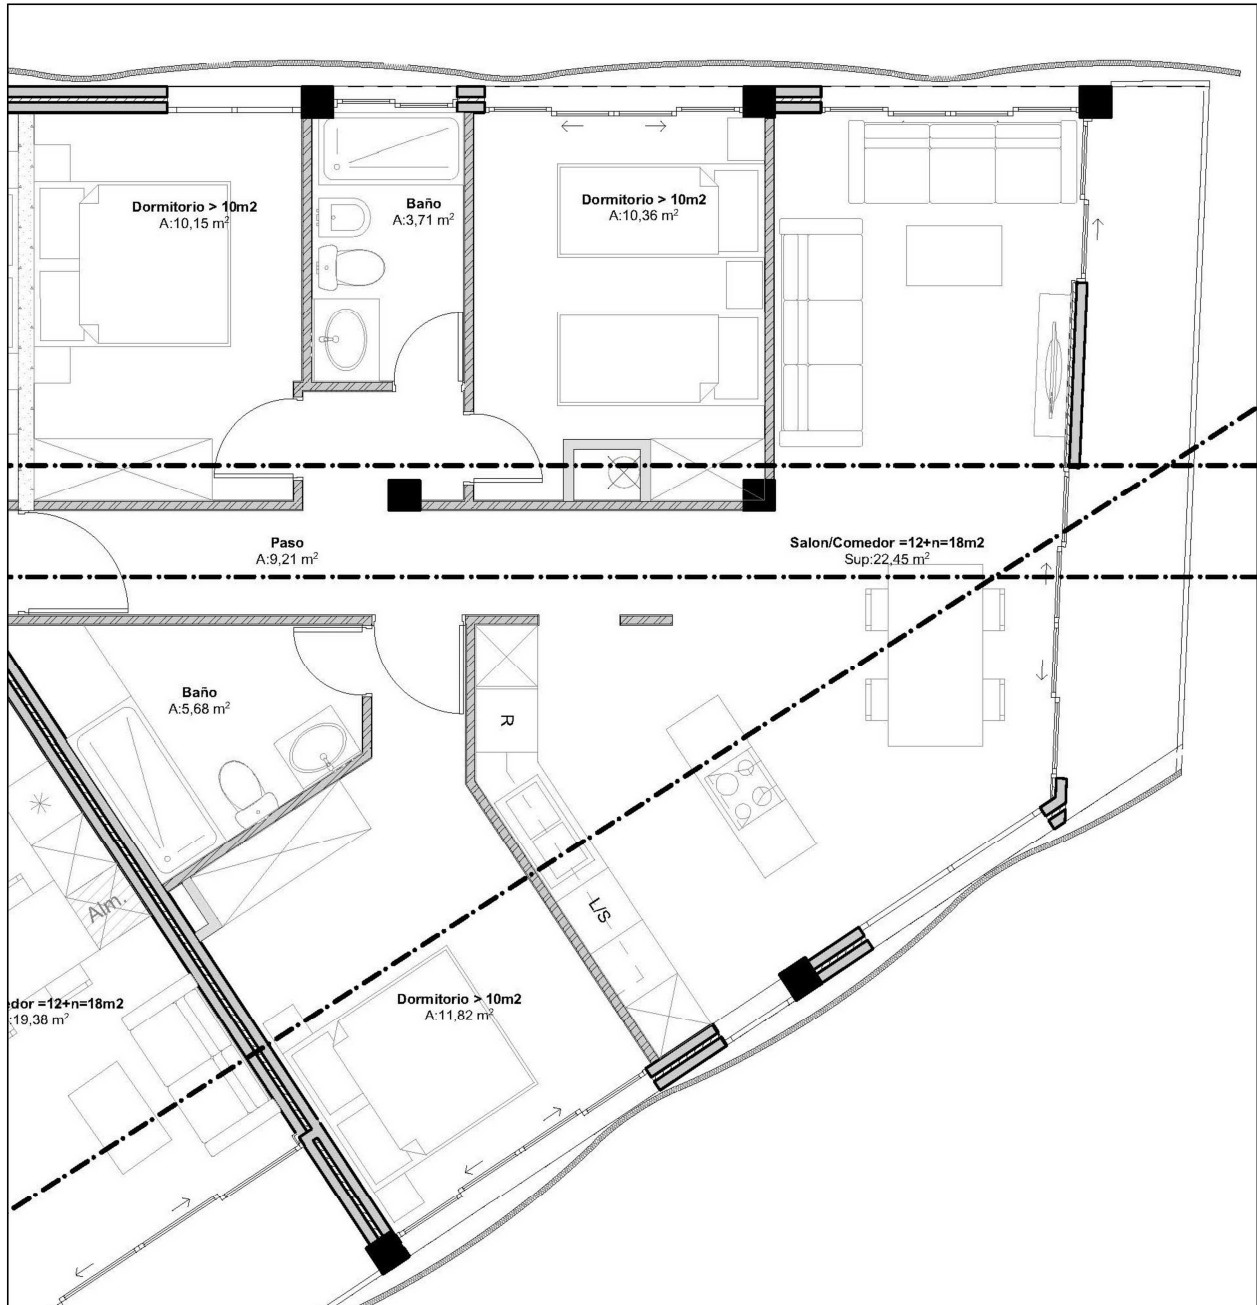 Dormitorio > 10m2
A:10,15 m²
Baño
A:3,71 m²
Dormitorio > 10m2
A:10,36 m²
Paso
A:9,21 m²
Salon/Comedor =12+n=18m2
Sup:22,45 m²
Baño
A:5,68 m²
R
L/S
Alm.
edor =12+n=18m2
:19,38 m²
Dormitorio > 10m2
A:11,82 m²